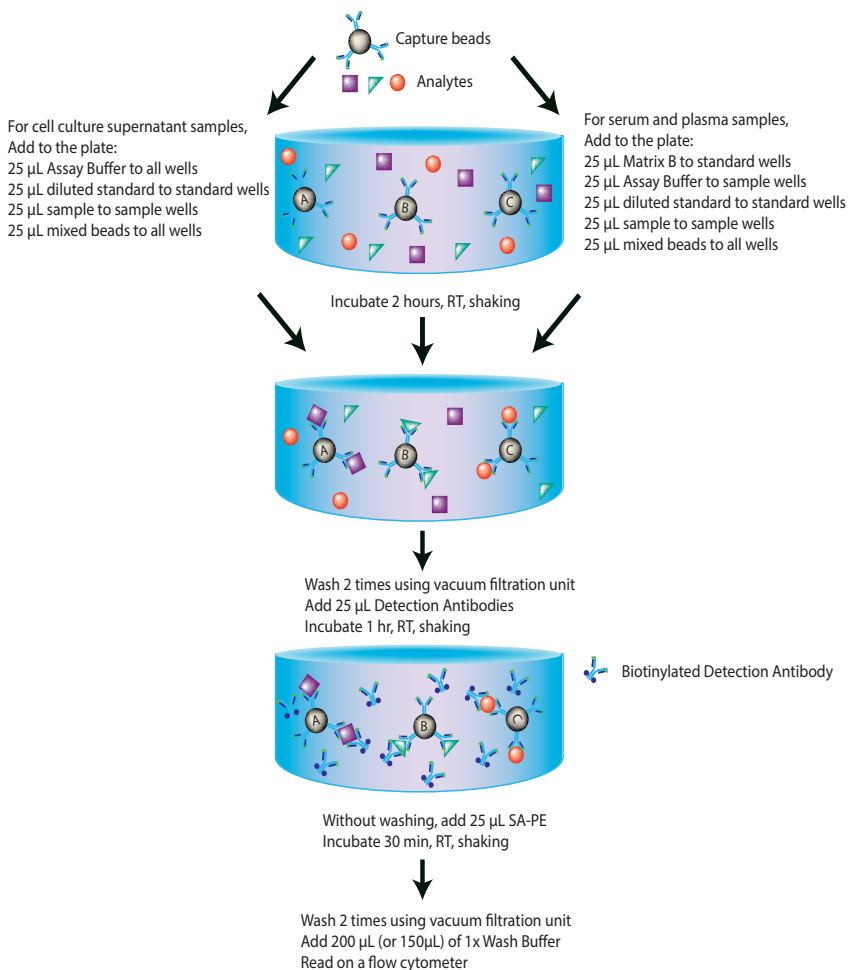 Capture beads
Analytes
For cell culture supernatant samples,
Add to the plate:
25 µL Assay Buffer to all wells
25 µL diluted standard to standard wells
25 µL sample to sample wells
25 µL mixed beads to all wells
For serum and plasma samples,
Add to the plate:
25 µL Matrix B to standard wells
25 µL Assay Buffer to sample wells
25 µL diluted standard to standard wells
25 µL sample to sample wells
25 µL mixed beads to all wells
A
B
C
Incubate 2 hours, RT, shaking
A
B
C
Wash 2 times using vacuum filtration unit
Add 25 µL Detection Antibodies
Incubate 1 hr, RT, shaking
Biotinylated Detection Antibody
A
B
C
Without washing, add 25 µL SA-PE
Incubate 30 min, RT, shaking
Wash 2 times using vacuum filtration unit
Add 200 µL (or 150µL) of 1x Wash Buffer
Read on a flow cytometer